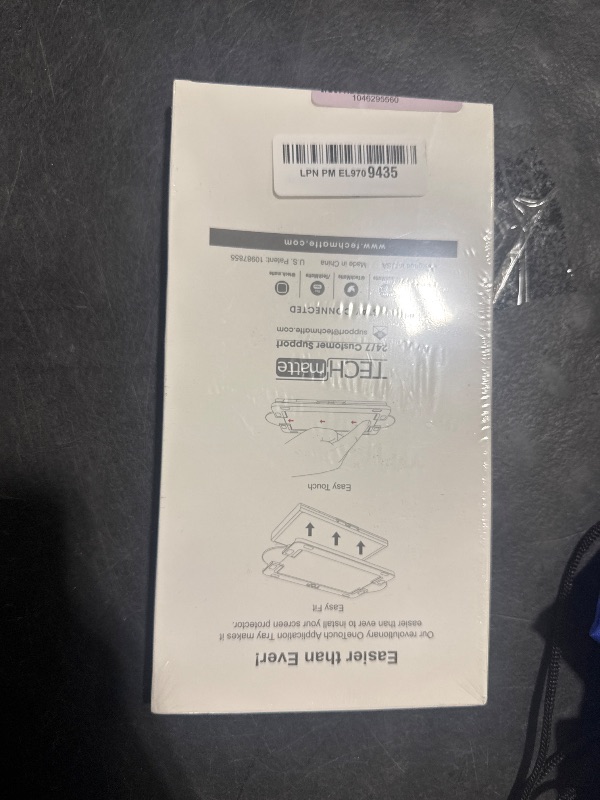 1046295560
LPN PM EL970 9435
Easier than Ever!
Our revolutionary OneTouch Application Tray makes it
easier than ever to install your screen protector.
Easy Fit
Easy Touch
TECHmatte
24/7 Customer Support
support@techmatte.com
CONNECTED
Made in China U.S. Patent: 10987855
www.techmatte.com